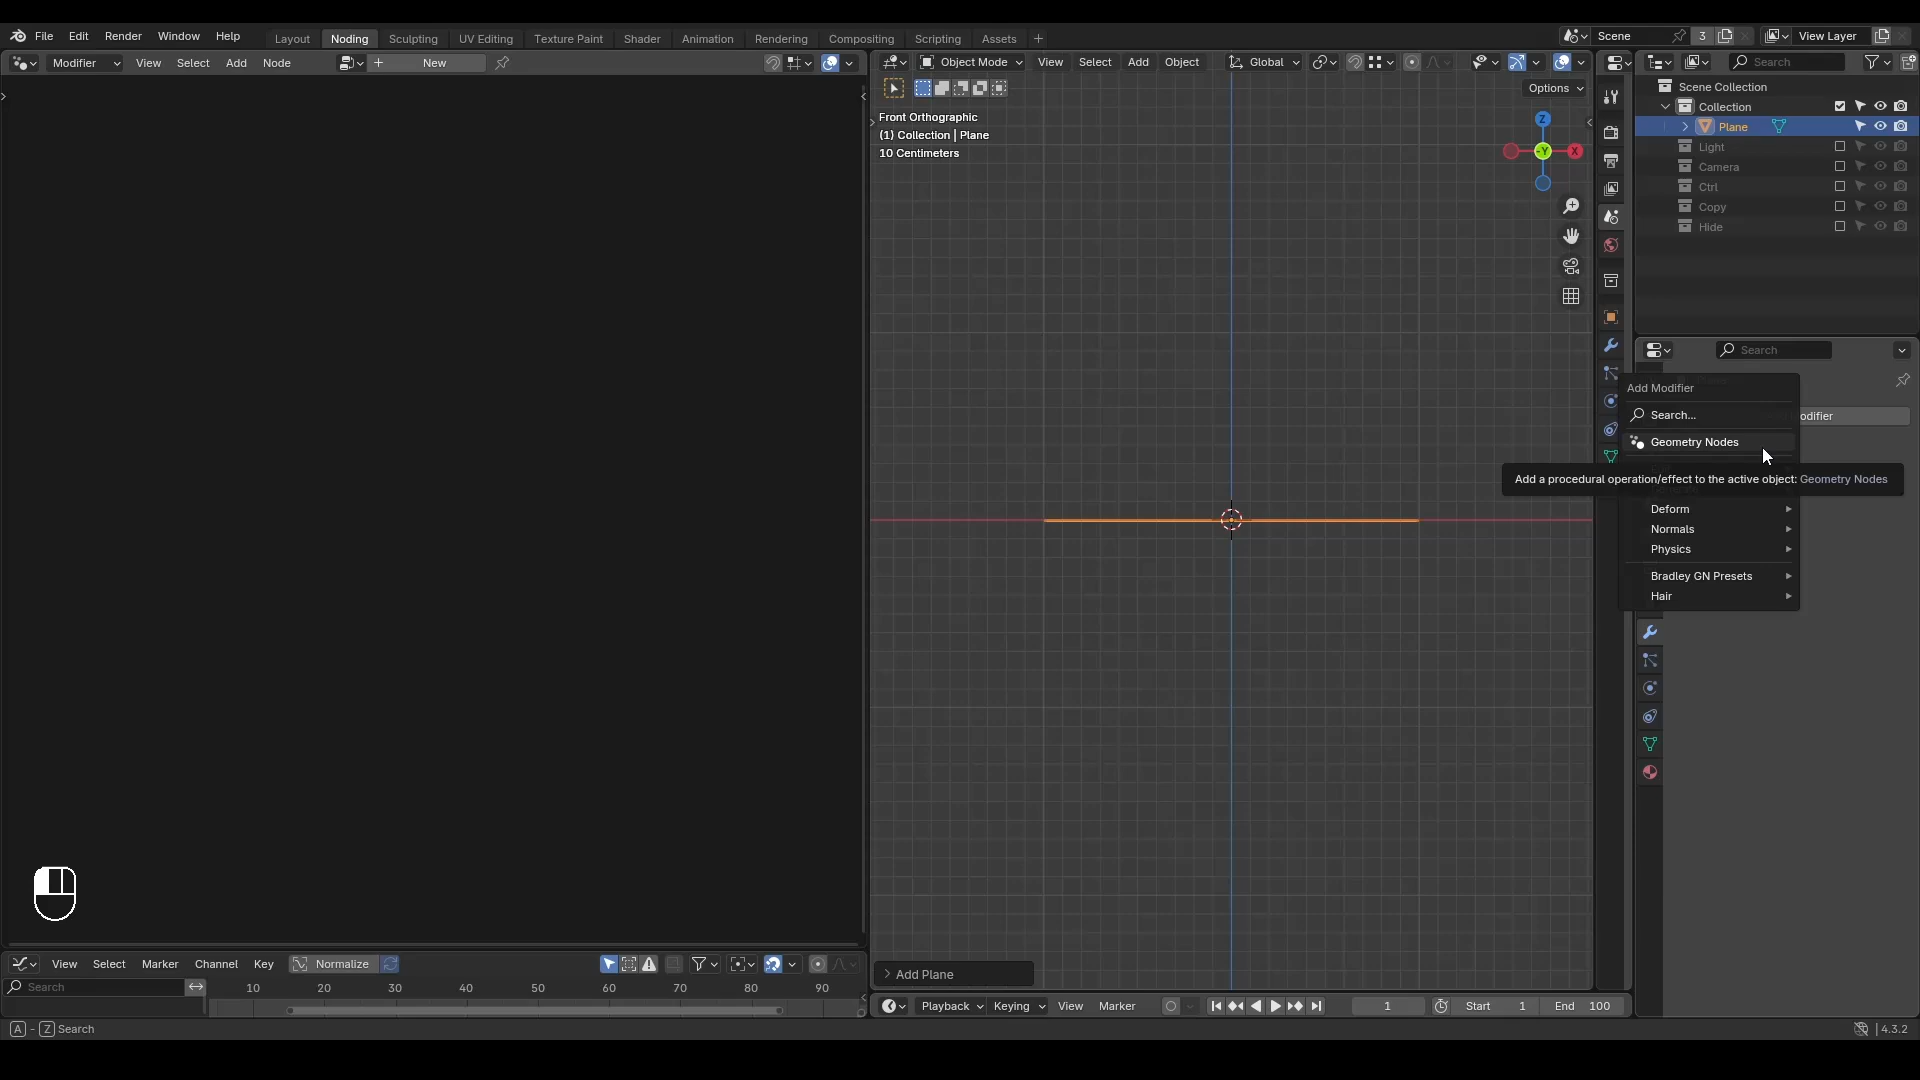 File Edit Render Window Help Layout Noding Sculpting UV Editing Texture Paint Shader Animation Rendering Compositing Scripting Assets + Scene 3 View Layer
Modifier View Select Add Node + New
Object Mode View Select Add Object Global
Search
Options
Front Orthographic
(1) Collection | Plane
10 Centimeters
Z
Y
X
Scene Collection
Collection
Plane
Light
Camera
Ctrl
Copy
Hide
Search
Add Modifier
Search...
odifier
Geometry Nodes
Add a procedural operation/effect to the active object: Geometry Nodes
Deform
Normals
Physics
Bradley GN Presets
Hair
Add Plane
View Select Marker Channel Key Normalize
Search
10 20 30 40 50 60 70 80 90
Playback Keying View Marker 1 Start 1 End 100
A - Z Search
4.3.2